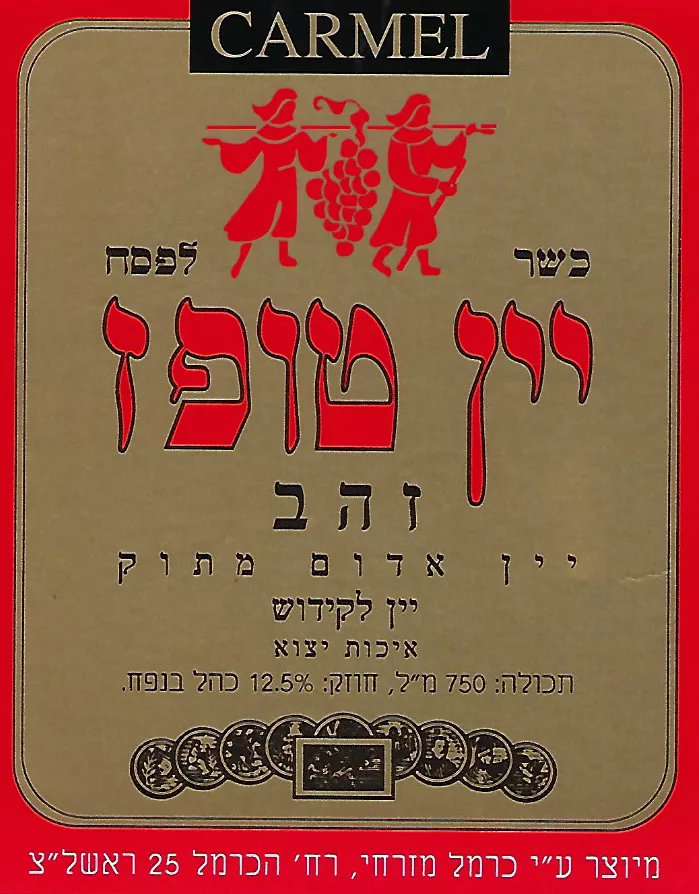 CARMEL
כשר לפסח
יין טופז
זהב
יין אדום מתוק
יין לקידוש
איכות יצוא
תכולה: 750 מ״ל, חוזק: 12.5% כהל בנפח.
מיוצר ע״י כרמל מזרחי, רח׳ הכרמל 25 ראשל״צ